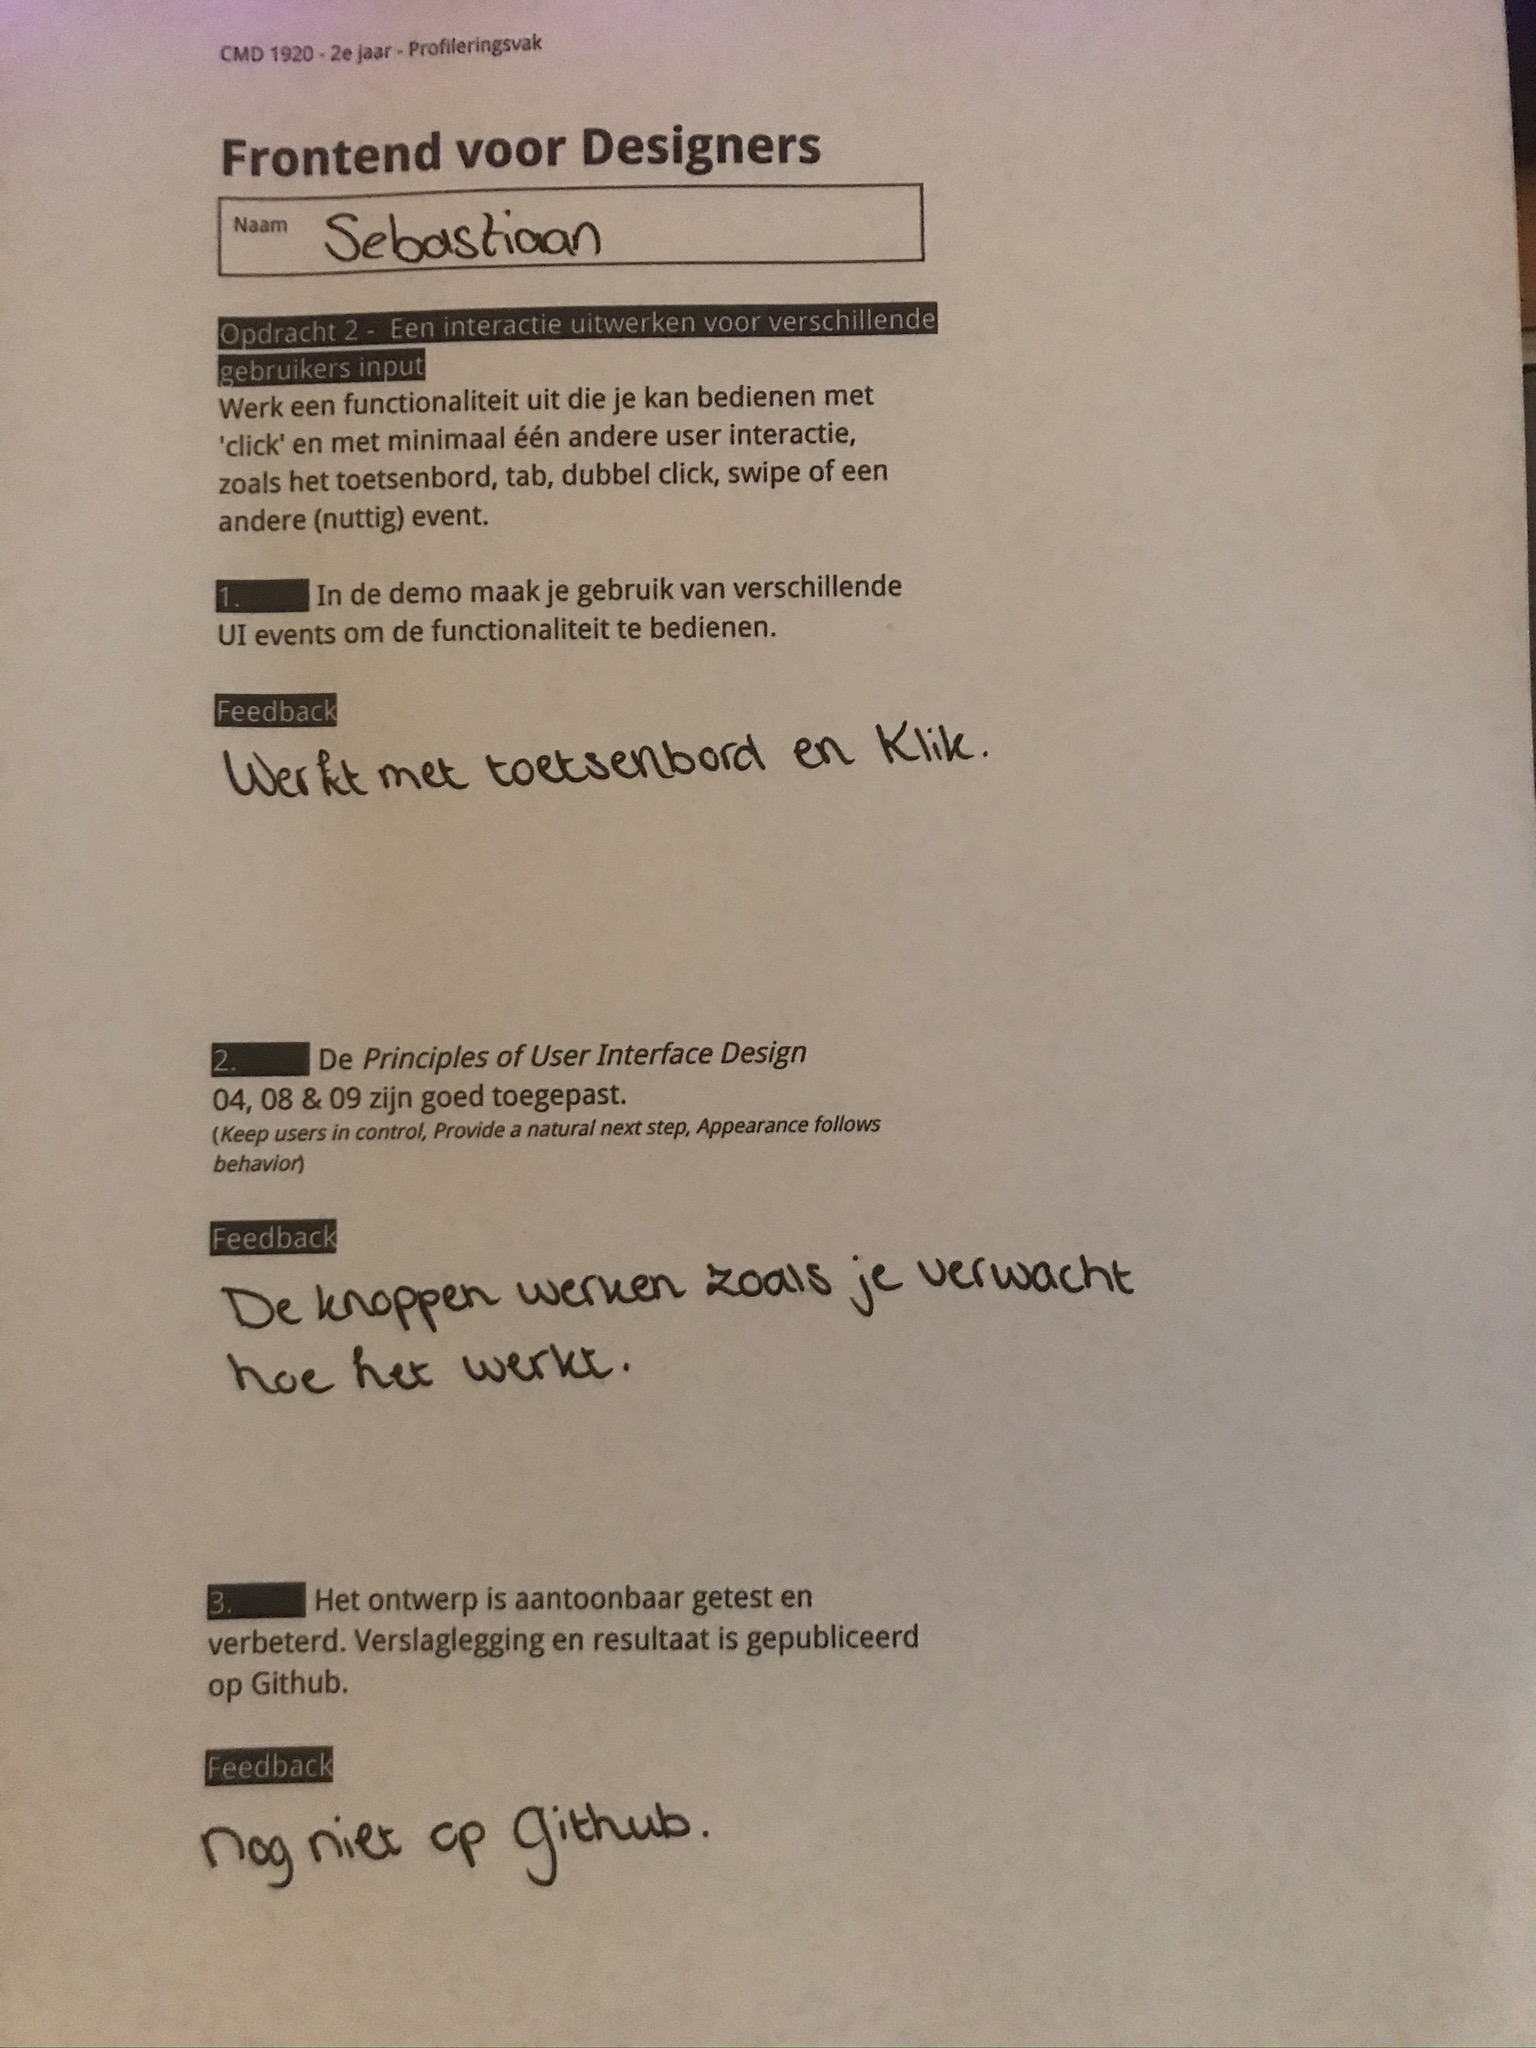 CMD 1920 - 2e jaar - Profileringsvak
Frontend voor Designers
Naam Sebastiaan
Opdracht 2 - Een interactie uitwerken voor verschillende
gebruikers input
Werk een functionaliteit uit die je kan bedienen met
'click' en met minimaal één andere user interactie,
zoals het toetsenbord, tab, dubbel click, swipe of een
andere (nuttig) event.
1. In de demo maak je gebruik van verschillende
UI events om de functionaliteit te bedienen.
Feedback
Werkt met toetsenbord en Klik.
2. De Principles of User Interface Design
04, 08 & 09 zijn goed toegepast.
(Keep users in control, Provide a natural next step, Appearance follows
behavior)
Feedback
De knoppen werken zoals je verwacht
hoe het werkt.
3. Het ontwerp is aantoonbaar getest en
verbeterd. Verslaglegging en resultaat is gepubliceerd
op Github.
Feedback
Nog niet op Github.